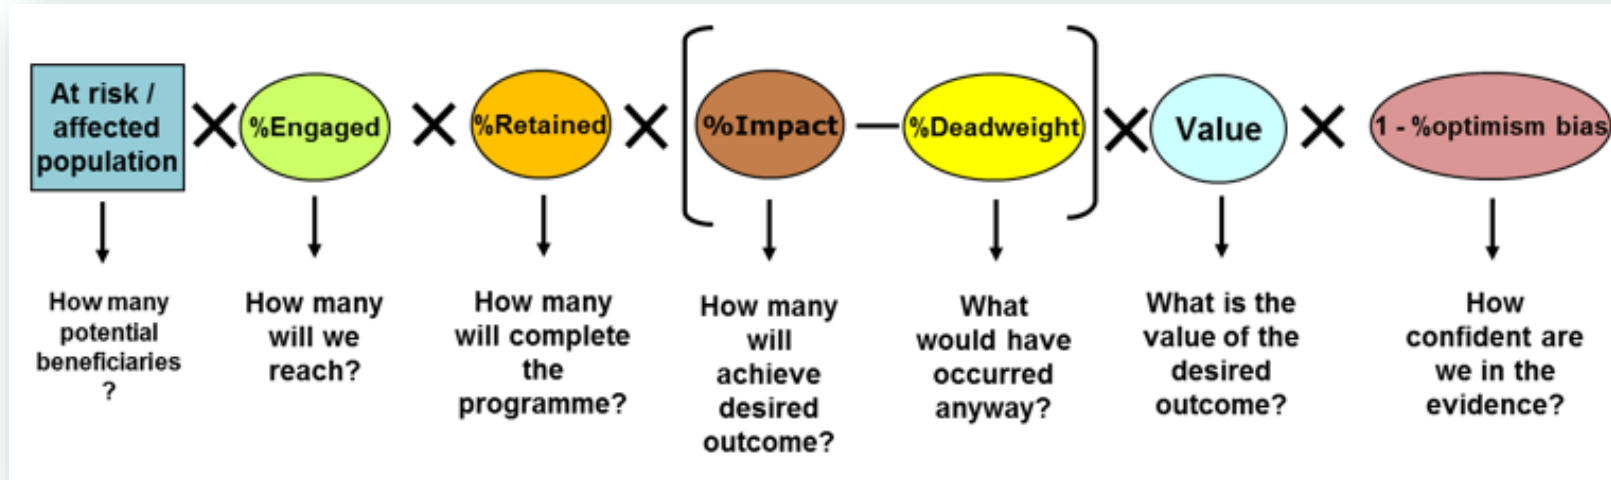 At risk /
affected
population
%Engaged
%Retained
%Impact
%Deadweight
Value
1 - %optimism bias
How many
potential
beneficiaries
?
How many
will we
reach?
How many
will complete
the
programme?
How many
will
achieve
desired
outcome?
What
would have
occurred
anyway?
What is the
value of the
desired
outcome?
How
confident are
we in the
evidence?